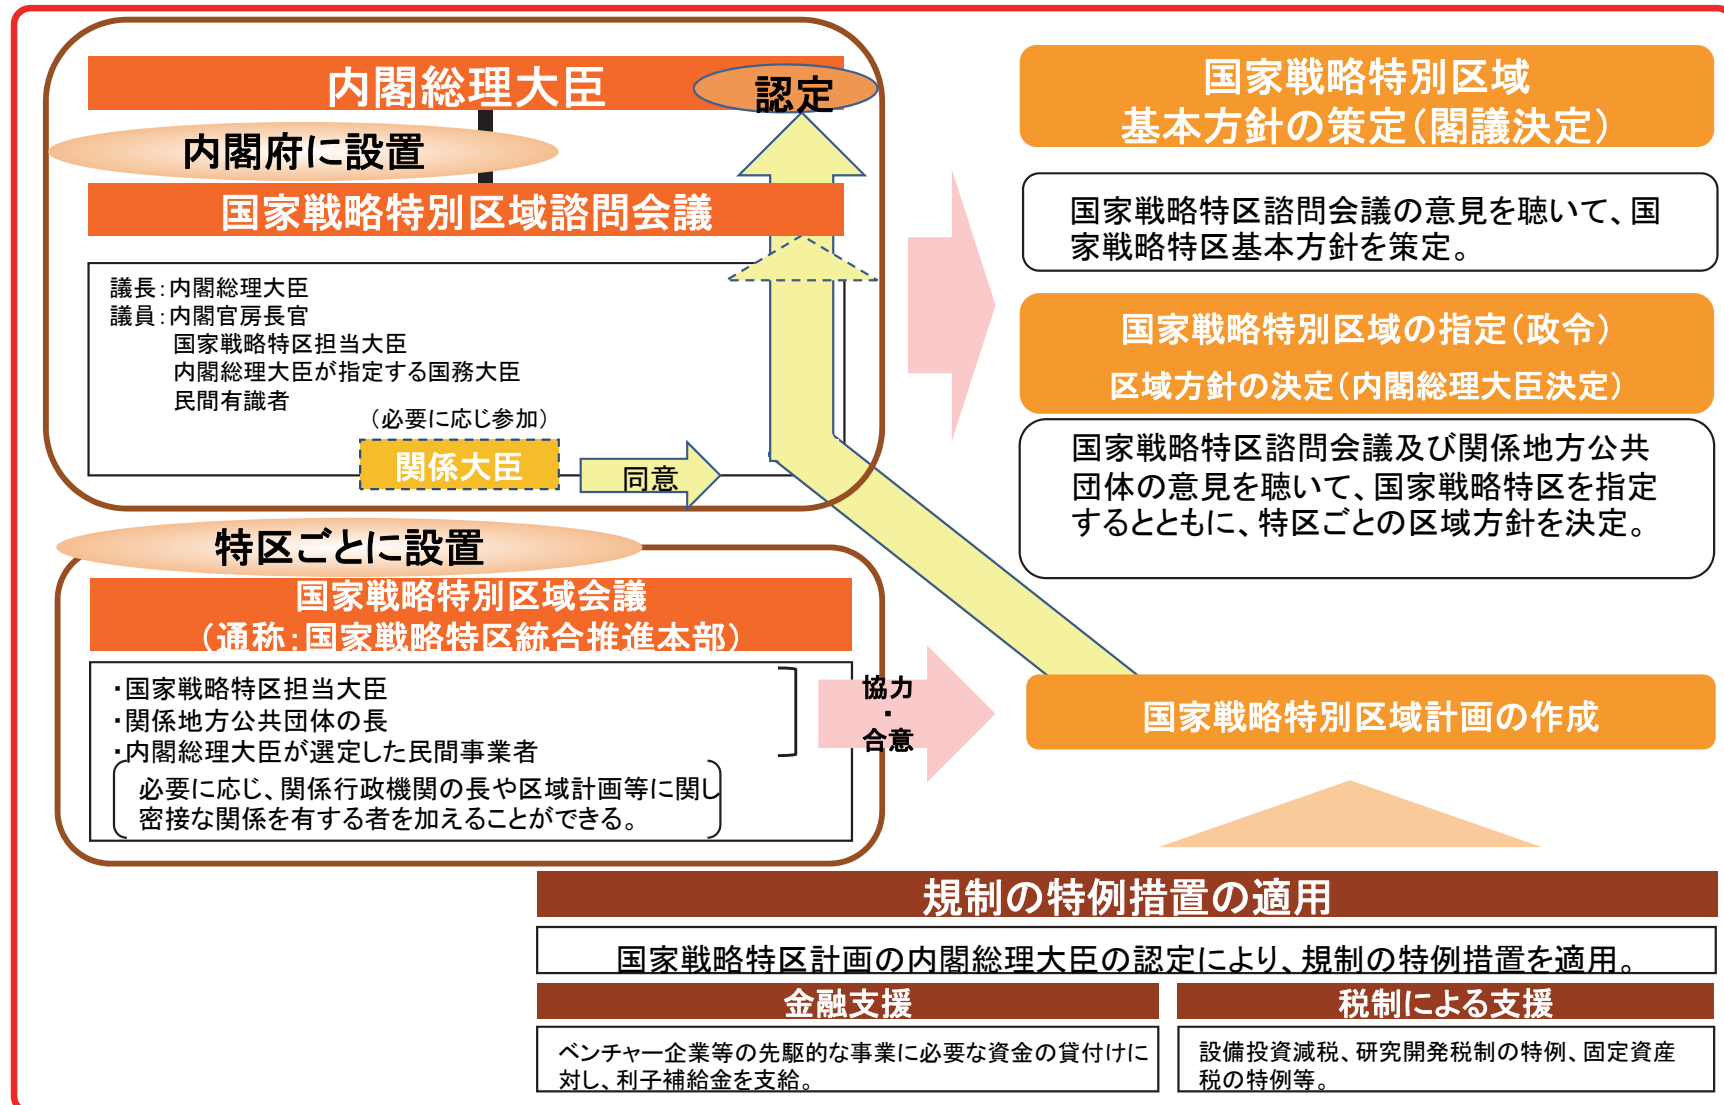 内閣総理大臣
認定
内閣府に設置
国家戦略特別区域諮問会議
議長：内閣総理大臣
議員：内閣官房長官
国家戦略特区担当大臣
内閣総理大臣が指定する国務大臣
民間有識者
（必要に応じ参加）
関係大臣
同意
特区ごとに設置
国家戦略特別区域会議
（通称：国家戦略特区統合推進本部）
・国家戦略特区担当大臣
・関係地方公共団体の長
・内閣総理大臣が選定した民間事業者
必要に応じ、関係行政機関の長や区域計画等に関し
密接な関係を有する者を加えることができる。
協力
・
合意
国家戦略特別区域
基本方針の策定（閣議決定）
国家戦略特区諮問会議の意見を聴いて、国
家戦略特区基本方針を策定。
国家戦略特別区域の指定（政令）
区域方針の決定（内閣総理大臣決定）
国家戦略特区諮問会議及び関係地方公共
団体の意見を聴いて、国家戦略特区を指定
するとともに、特区ごとの区域方針を決定。
国家戦略特別区域計画の作成
規制の特例措置の適用
国家戦略特区計画の内閣総理大臣の認定により、規制の特例措置を適用。
金融支援
ベンチャー企業等の先駆的な事業に必要な資金の貸付けに
対し、利子補給金を支給。
税制による支援
設備投資減税、研究開発税制の特例、固定資産
税の特例等。